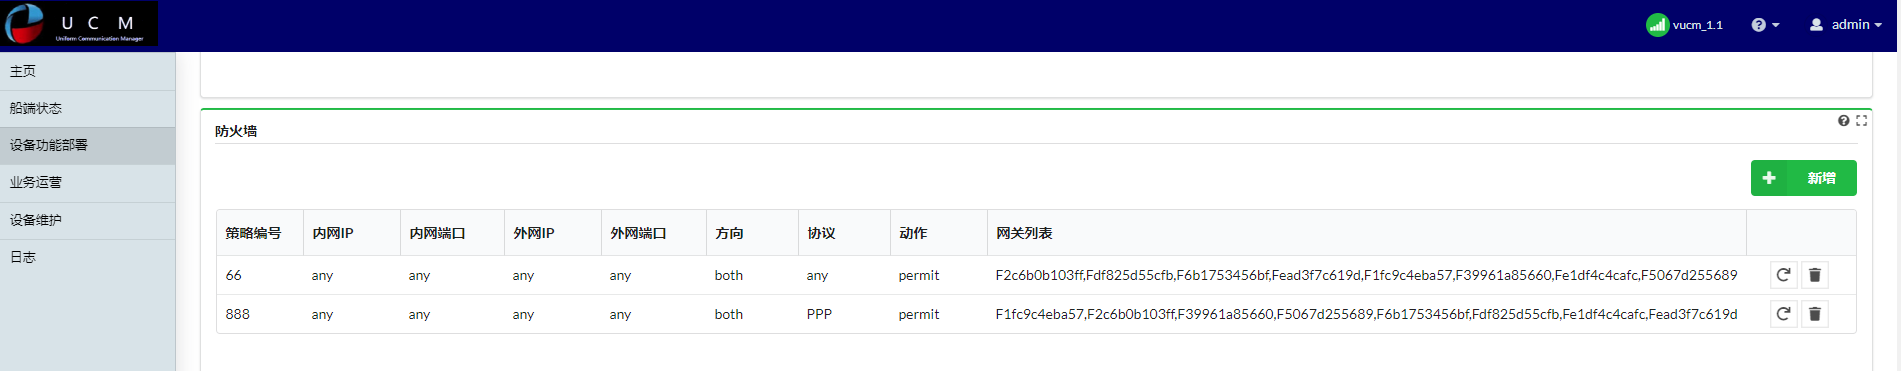 U C M
Uniform Communication Manager
vucm_1.1
admin
主页
船端状态
设备功能部署
业务运营
设备维护
日志
防火墙
新增
策略编号 内网IP 内网端口 外网IP 外网端口 方向 协议 动作 网关列表
66 any any any any both any permit F2c6b0b103ff,Fdf825d55cfb,F6b1753456bf,Fead3f7c619d,F1fc9c4eba57,F39961a85660,Fe1df4c4cafc,F5067d255689
888 any any any any both PPP permit F1fc9c4eba57,F2c6b0b103ff,F39961a85660,F5067d255689,F6b1753456bf,Fdf825d55cfb,Fe1df4c4cafc,Fead3f7c619d